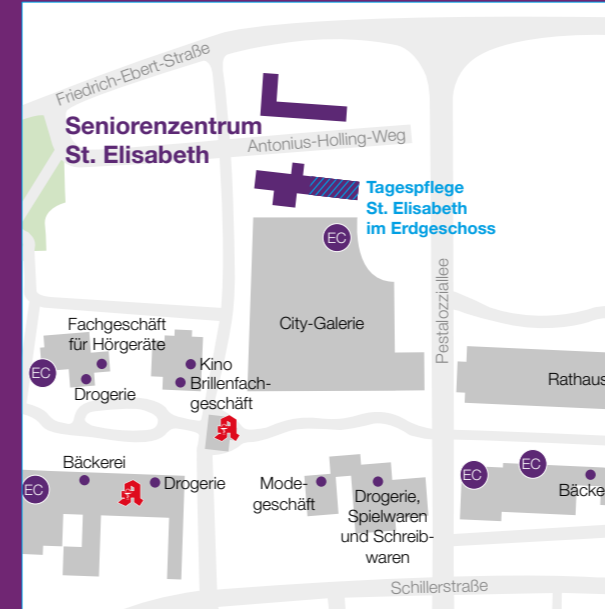 Friedrich-Ebert-Straße
Seniorenzentrum
St. Elisabeth
Antonius-Holling-Weg
Tagespflege
St. Elisabeth
im Erdgeschoss
EC
Pestalozziallee
City-Galerie
Fachgeschäft
für Hörgeräte
EC
Kino
Brillenfach-
geschäft
Drogerie
Rathaus
A
Bäckerei
EC
A
Drogerie
Mode-
geschäft
Drogerie,
Spielwaren
und Schreib-
waren
EC
EC
Bäcke
Schillerstraße